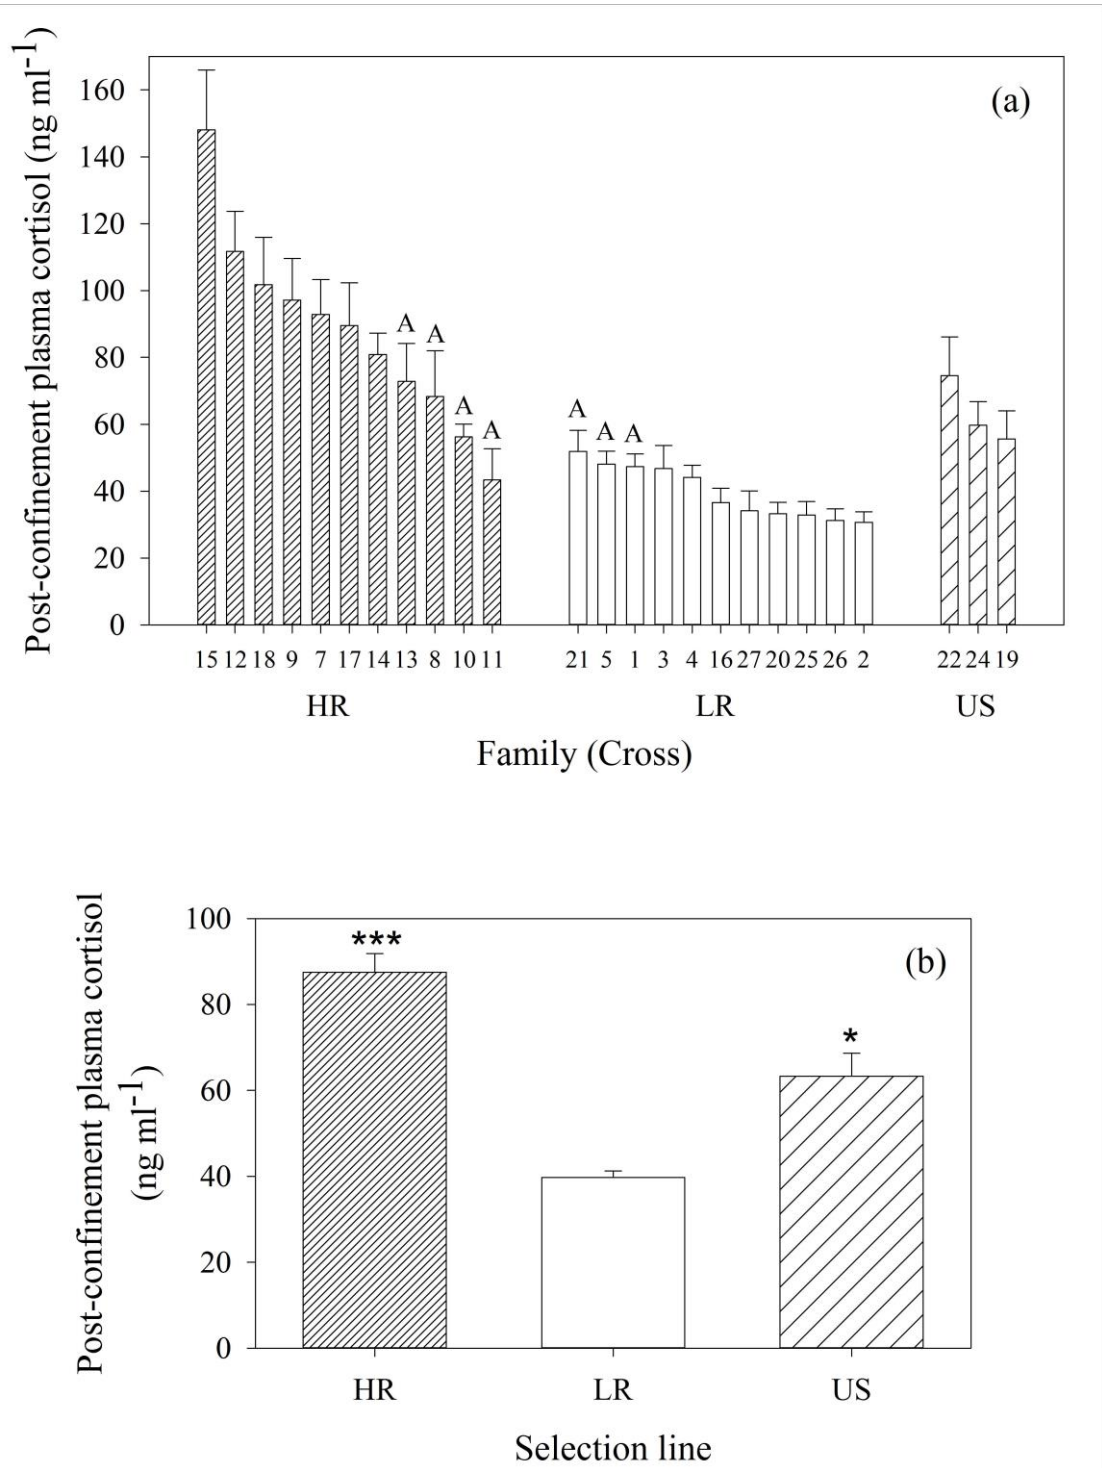 Post-confinement plasma cortisol (ng ml⁻¹)
(a)
160
140
120
100
80
60
40
20
0
A
A
A
A
A
A
A
15 12 18 9 7 17 14 13 8 10 11 21 5 1 3 4 16 27 20 25 26 2 22 24 19
HR LR US
Family (Cross)
Post-confinement plasma cortisol
(ng ml⁻¹)
(b)
100
80
60
40
20
0
***
*
HR LR US
Selection line